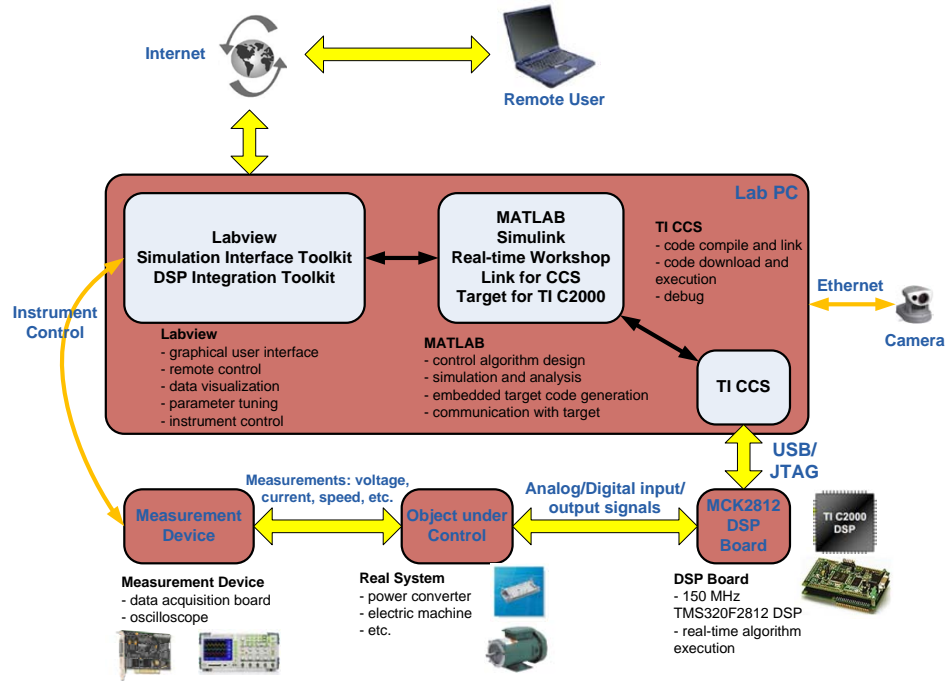 Internet
Remote User
Lab PC
Labview
Simulation Interface Toolkit
DSP Integration Toolkit
MATLAB
Simulink
Real-time Workshop
Link for CCS
Target for TI C2000
TI CCS
- code compile and link
- code download and
execution
- debug
Ethernet
Camera
Instrument
Control
Labview
- graphical user interface
- remote control
- data visualization
- parameter tuning
- instrument control
MATLAB
- control algorithm design
- simulation and analysis
- embedded target code generation
- communication with target
TI CCS
USB/
JTAG
Measurements: voltage,
current, speed, etc.
Analog/Digital input/
output signals
Measurement
Device
Object under
Control
MCK2812
DSP
Board
TI C2000
DSP
Measurement Device
- data acquisition board
- oscilloscope
Real System
- power converter
- electric machine
- etc.
DSP Board
- 150 MHz
TMS320F2812 DSP
- real-time algorithm
execution